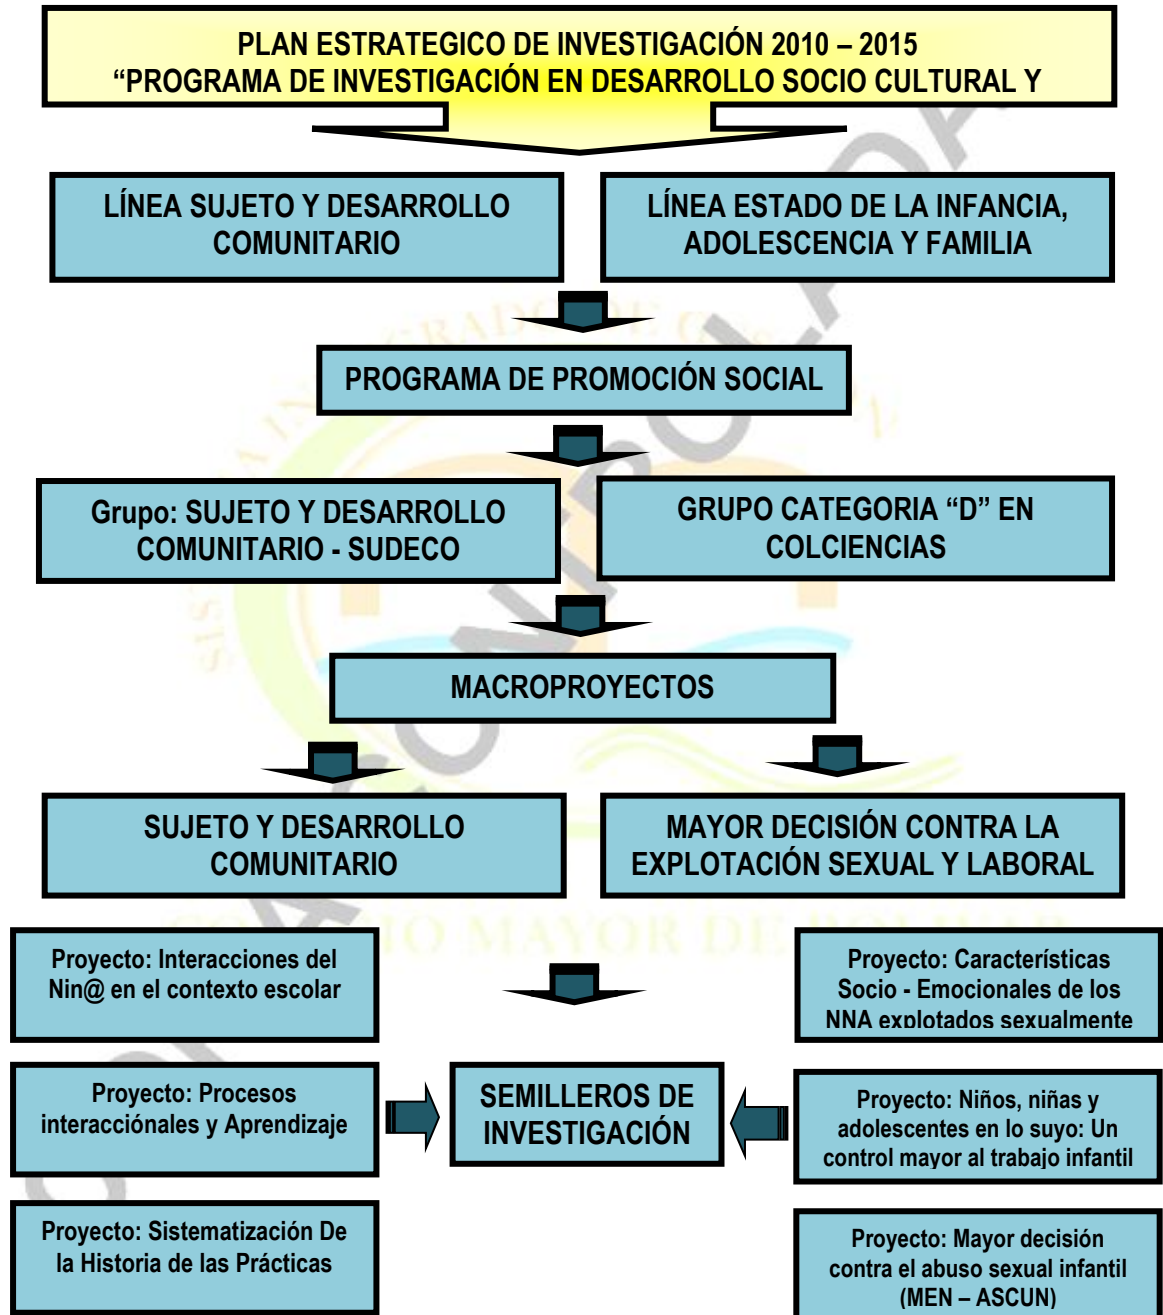 PLAN ESTRATEGICO DE INVESTIGACIÓN 2010 – 2015
“PROGRAMA DE INVESTIGACIÓN EN DESARROLLO SOCIO CULTURAL Y
LÍNEA SUJETO Y DESARROLLO
COMUNITARIO
LÍNEA ESTADO DE LA INFANCIA,
ADOLESCENCIA Y FAMILIA
PROGRAMA DE PROMOCIÓN SOCIAL
Grupo: SUJETO Y DESARROLLO
COMUNITARIO - SUDECO
GRUPO CATEGORIA “D” EN
COLCIENCIAS
MACROPROYECTOS
SUJETO Y DESARROLLO
COMUNITARIO
MAYOR DECISIÓN CONTRA LA
EXPLOTACIÓN SEXUAL Y LABORAL
Proyecto: Interacciones del
Nin@ en el contexto escolar
Proyecto: Características
Socio - Emocionales de los
NNA explotados sexualmente
Proyecto: Procesos
interacciónales y Aprendizaje
SEMILLEROS DE
INVESTIGACIÓN
Proyecto: Niños, niñas y
adolescentes en lo suyo: Un
control mayor al trabajo infantil
Proyecto: Sistematización De
la Historia de las Prácticas
Proyecto: Mayor decisión
contra el abuso sexual infantil
(MEN – ASCUN)
MAYOR DE BOLIVAR